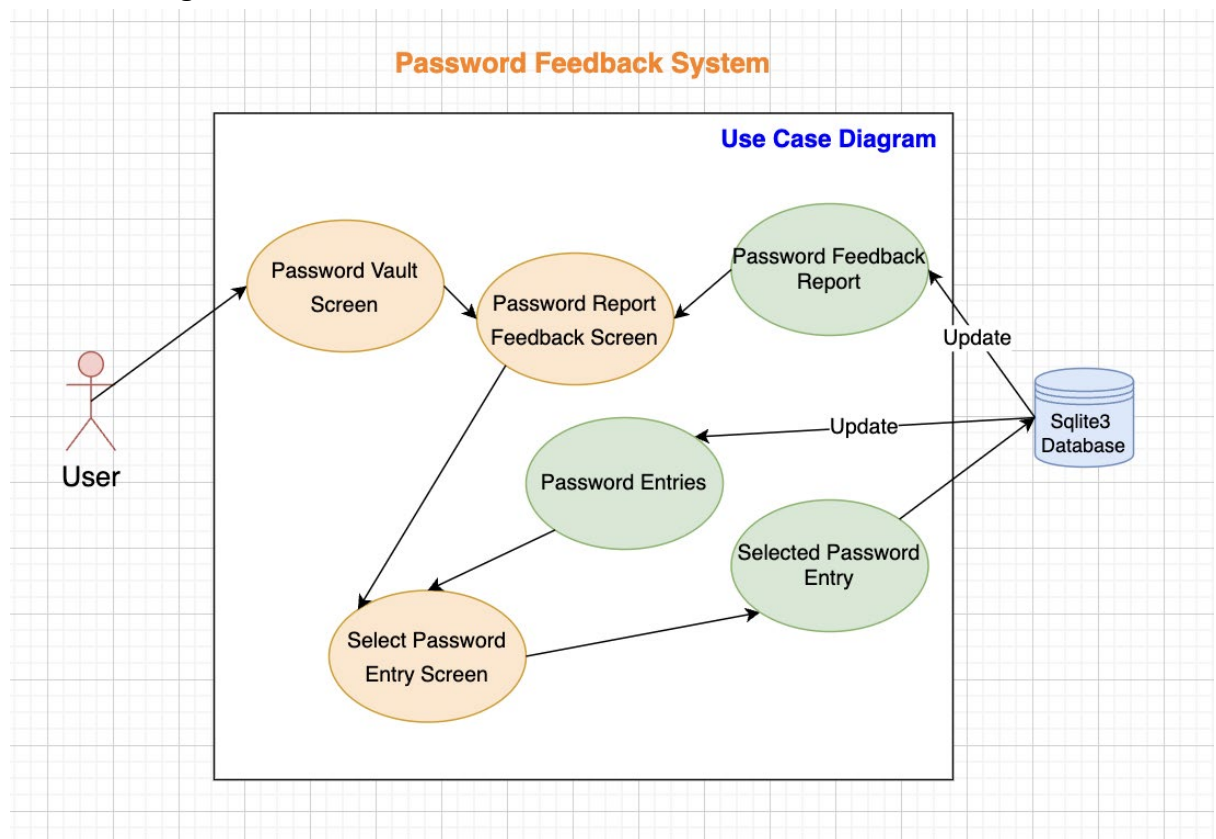 Password Feedback System
Use Case Diagram
Password Vault
Screen
Password Report
Feedback Screen
Password Feedback
Report
Update
Update
Sqlite3
Database
User
Password Entries
Selected Password
Entry
Select Password
Entry Screen